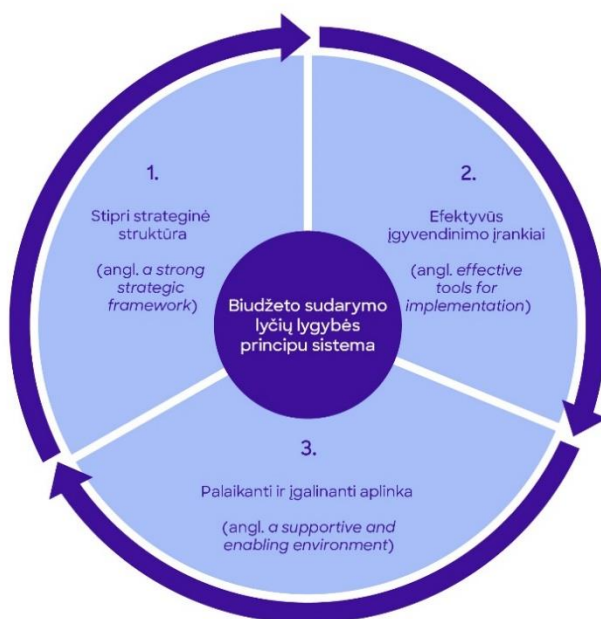 1.
Stipri strateginė
struktūra
(angl. a strong
strategic
framework)
2.
Efektyvūs
įgyvendinimo įrankiai
(angl. effective
tools for
implementation)
Biudžeto sudarymo
lyčių lygybės
principu sistema
3.
Palaikanti ir įgalinanti aplinka
(angl. a supportive and
enabling environment)